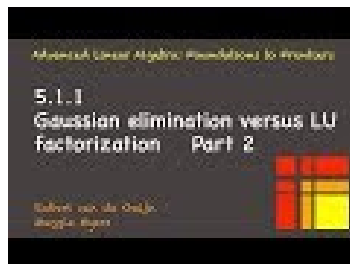 Advanced Linear Algebra: Foundations to Frontiers
5.1.1
Gaussian elimination versus LU
factorization Part 2
Robert van de Geijn
Maggie Myers